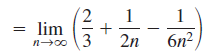 = lim n→∞ (2/3 + 1/2n − 1/6n²